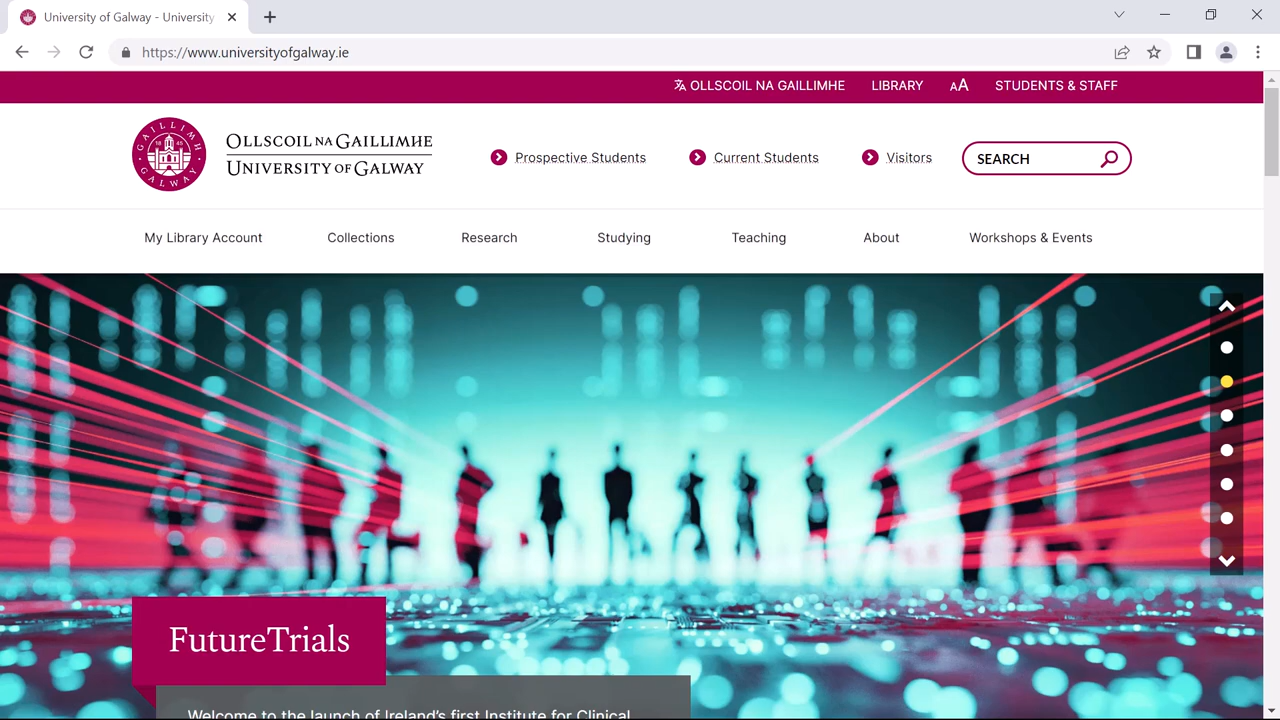 University of Galway - University
https://www.universityofgalway.ie
OLLSCOIL NA GAILLIMHE LIBRARY AA STUDENTS & STAFF
GAILLIMH
1845
GALWAY
OLLSCOIL NA GAILLIMHE
UNIVERSITY OF GALWAY
Prospective Students Current Students Visitors SEARCH
My Library Account Collections Research Studying Teaching About Workshops & Events
FutureTrials
Welcome to the launch of Ireland's first Institute for Clinical